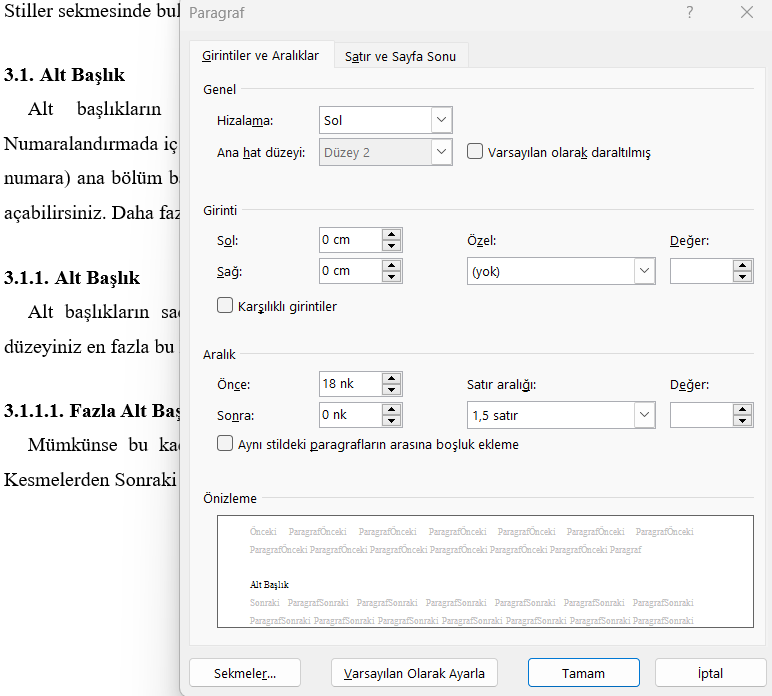 Stiller sekmesinde bul
3.1. Alt Başlık
Alt başlıkların
Numaralandırmada iç
numara) ana bölüm b
açabilirsiniz. Daha faz
3.1.1. Alt Başlık
Alt başlıkların sa
düzeyiniz en fazla bu
3.1.1.1. Fazla Alt Baş
Mümkünse bu ka
Kesmelerden Sonraki
Paragraf
Girintiler ve Aralıklar
Satır ve Sayfa Sonu
Genel
Hizalama:
Sol
Ana hat düzeyi:
Düzey 2
Varsayılan olarak daraltılmış
Girinti
Sol:
0 cm
Özel:
Değer:
Sağ:
0 cm
(yok)
Karşılıklı girintiler
Aralık
Önce:
18 nk
Satır aralığı:
Değer:
Sonra:
0 nk
1,5 satır
Aynı stildeki paragrafların arasına boşluk ekleme
Önizleme
Önceki ParagrafÖnceki ParagrafÖnceki ParagrafÖnceki ParagrafÖnceki ParagrafÖnceki ParagrafÖnceki
ParagrafÖnceki ParagrafÖnceki ParagrafÖnceki ParagrafÖnceki ParagrafÖnceki ParagrafÖnceki Paragraf
Alt Başlık
Sonraki ParagrafSonraki ParagrafSonraki ParagrafSonraki ParagrafSonraki ParagrafSonraki ParagrafSonraki
ParagrafSonraki ParagrafSonraki ParagrafSonraki ParagrafSonraki ParagrafSonraki ParagrafSonraki ParagrafSonraki
Sekmeler...
Varsayılan Olarak Ayarla
Tamam
İptal